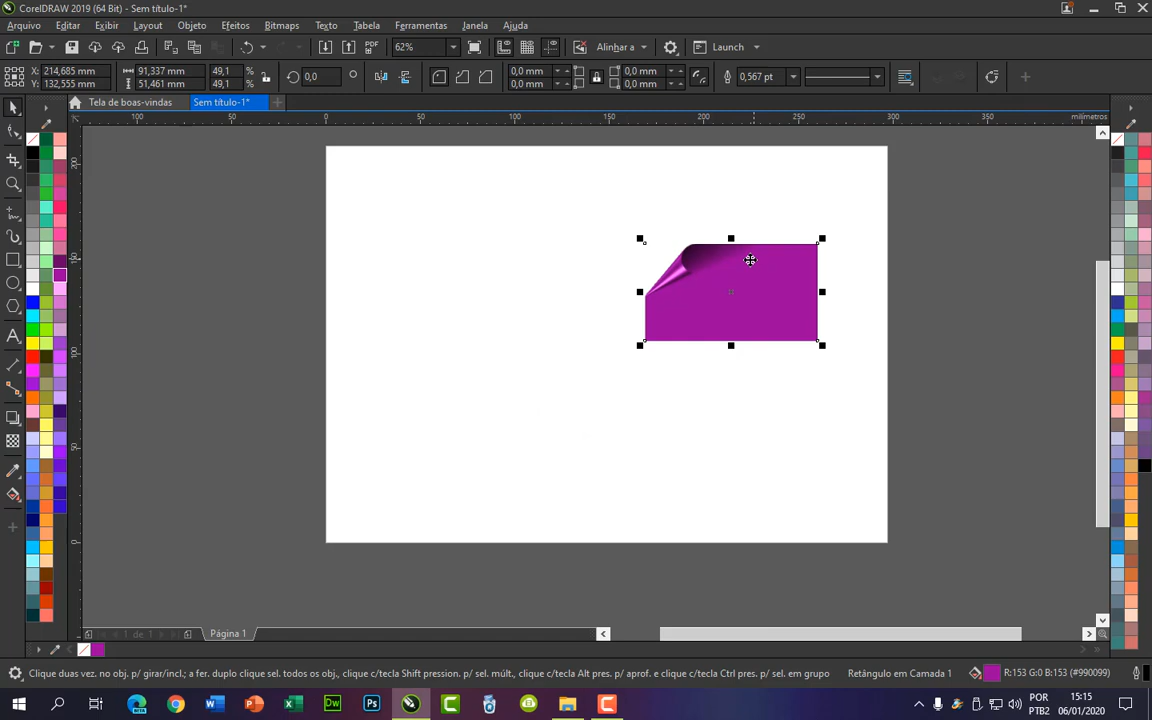 CorelDRAW 2019 (64 Bit) - Sem título-1*
Arquivo Editar Exibir Layout Objeto Efeitos Bitmaps Texto Tabela Ferramentas Janela Ajuda
PDF 62% Alinhar a Launch
X: 214,685 mm 91,337 mm 49,1 0,0 0,0 mm 0,0 mm 0,567 pt
Y: 132,555 mm 51,461 mm 49,1 0,0 mm 0,0 mm
Tela de boas-vindas Sem título-1*
100 50 0 50 100 150 200 250 300 350 milímetros
200
150
100
50
0
1 de 1 Página 1
Clique duas vez. no obj. p/ girar/incl.; a fer. duplo clique sel. todos os obj., clique c/tecla Shift pression. p/ sel. múlt., clique c/tecla Alt pres. p/ aprof. e clique c/tecla Ctrl pres. p/ sel, em grupo Retângulo em Camada 1 R:153 G:0 B:153 (#990099)
W P X Dw Ps C C
POR 15:15
PTB2 06/01/2020